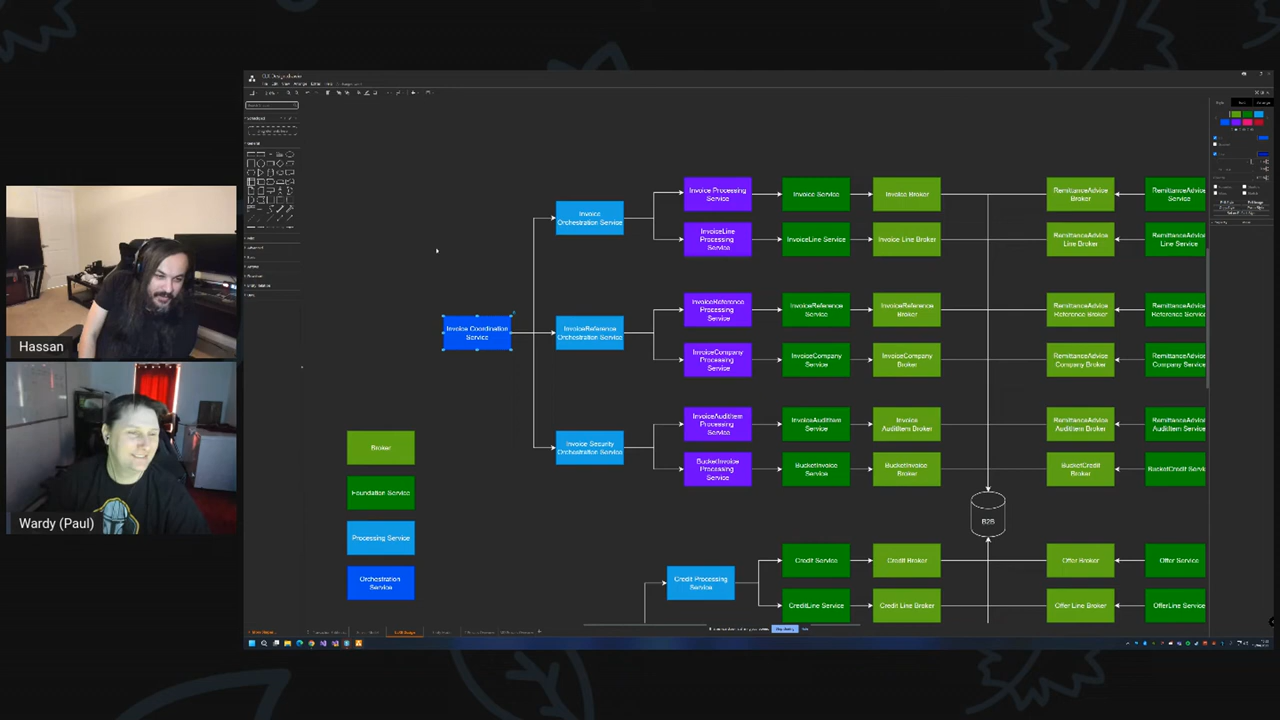 Hassan
Wardy (Paul)
Invoice
Orchestration Service
Invoice Coordination
Service
InvoiceReference
Orchestration Service
Invoice Security
Orchestration Service
Invoice Processing
Service
InvoiceLine
Processing
Service
InvoiceReference
Processing
Service
InvoiceCompany
Processing
Service
InvoiceAuditItem
Processing
Service
BucketInvoice
Processing
Service
Invoice Service
InvoiceLine Service
InvoiceReference
Service
InvoiceCompany
Service
InvoiceAuditItem
Service
BucketInvoice
Service
Invoice Broker
Invoice Line Broker
InvoiceReference
Broker
InvoiceCompany
Broker
Invoice
AuditItem Broker
BucketInvoice
Broker
RemittanceAdvice
Broker
RemittanceAdvice
Line Broker
RemittanceAdvice
Reference Broker
RemittanceAdvice
Company Broker
RemittanceAdvice
AuditItem Broker
BucketCredit
Broker
RemittanceAdvice
Service
RemittanceAdvice
Line Service
RemittanceAdvice
Reference Service
RemittanceAdvice
Company Service
RemittanceAdvice
AuditItem Service
BucketCredit Servic
B2B
Broker
Foundation Service
Processing Service
Orchestration
Service
Credit Processing
Service
Credit Service
CreditLine Service
Credit Broker
Credit Line Broker
Offer Broker
Offer Line Broker
Offer Service
OfferLine Service